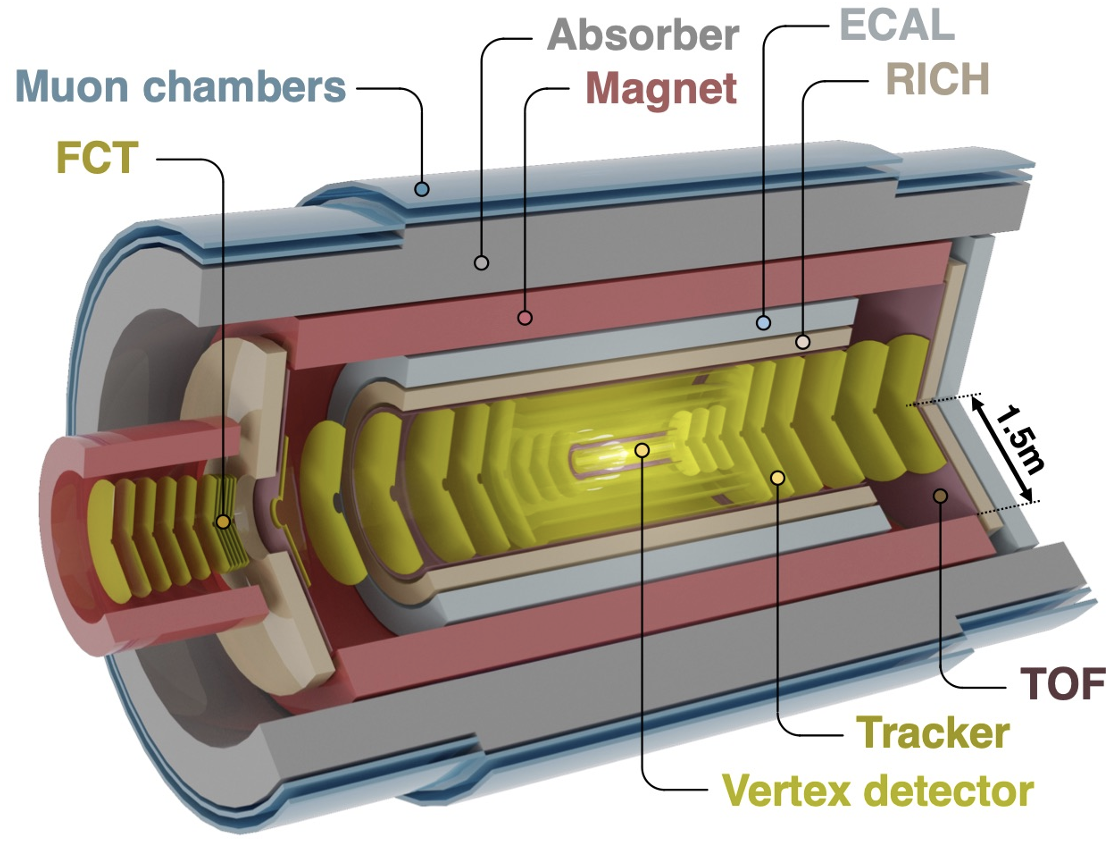 Absorber
ECAL
Muon chambers
Magnet
RICH
FCT
1.5m
TOF
Tracker
Vertex detector